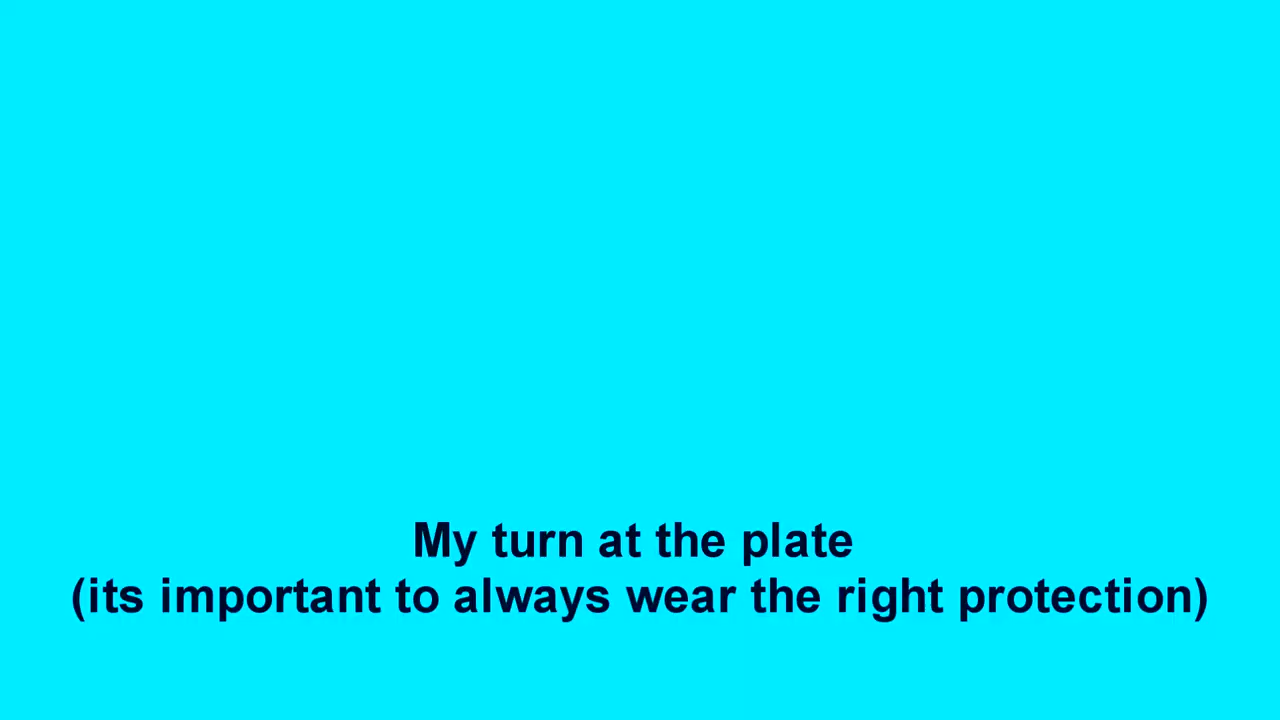 My turn at the plate
(its important to always wear the right protection)